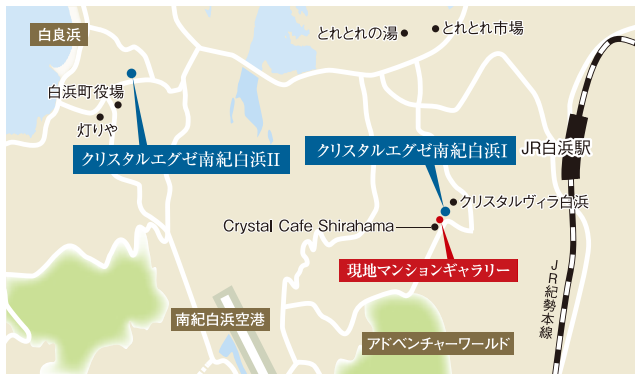 白良浜
とれとれの湯
とれとれ市場
白浜町役場
灯りや
クリスタルエグゼ南紀白浜II
クリスタルエグゼ南紀白浜I
JR白浜駅
クリスタルヴィラ白浜
Crystal Cafe Shirahama
現地マンションギャラリー
JR紀勢本線
南紀白浜空港
アドベンチャーワールド